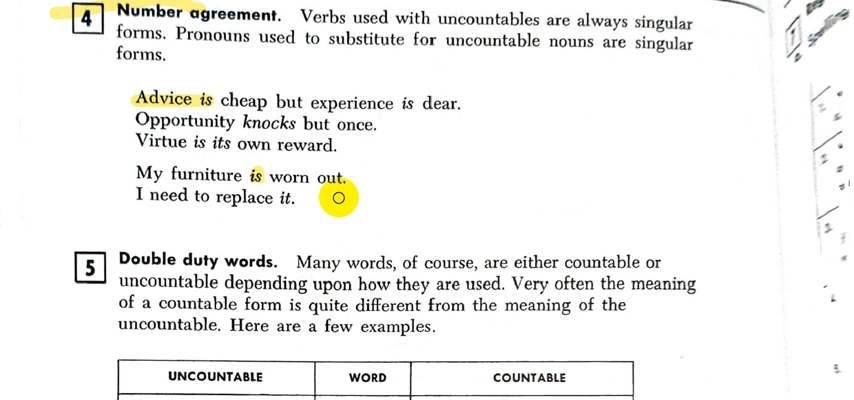 4 Number agreement. Verbs used with uncountables are always singular
forms. Pronouns used to substitute for uncountable nouns are singular
forms.
Advice is cheap but experience is dear.
Opportunity knocks but once.
Virtue is its own reward.
My furniture is worn out.
I need to replace it.
5 Double duty words. Many words, of course, are either countable or
uncountable depending upon how they are used. Very often the meaning
of a countable form is quite different from the meaning of the
uncountable. Here are a few examples.
UNCOUNTABLE WORD COUNTABLE